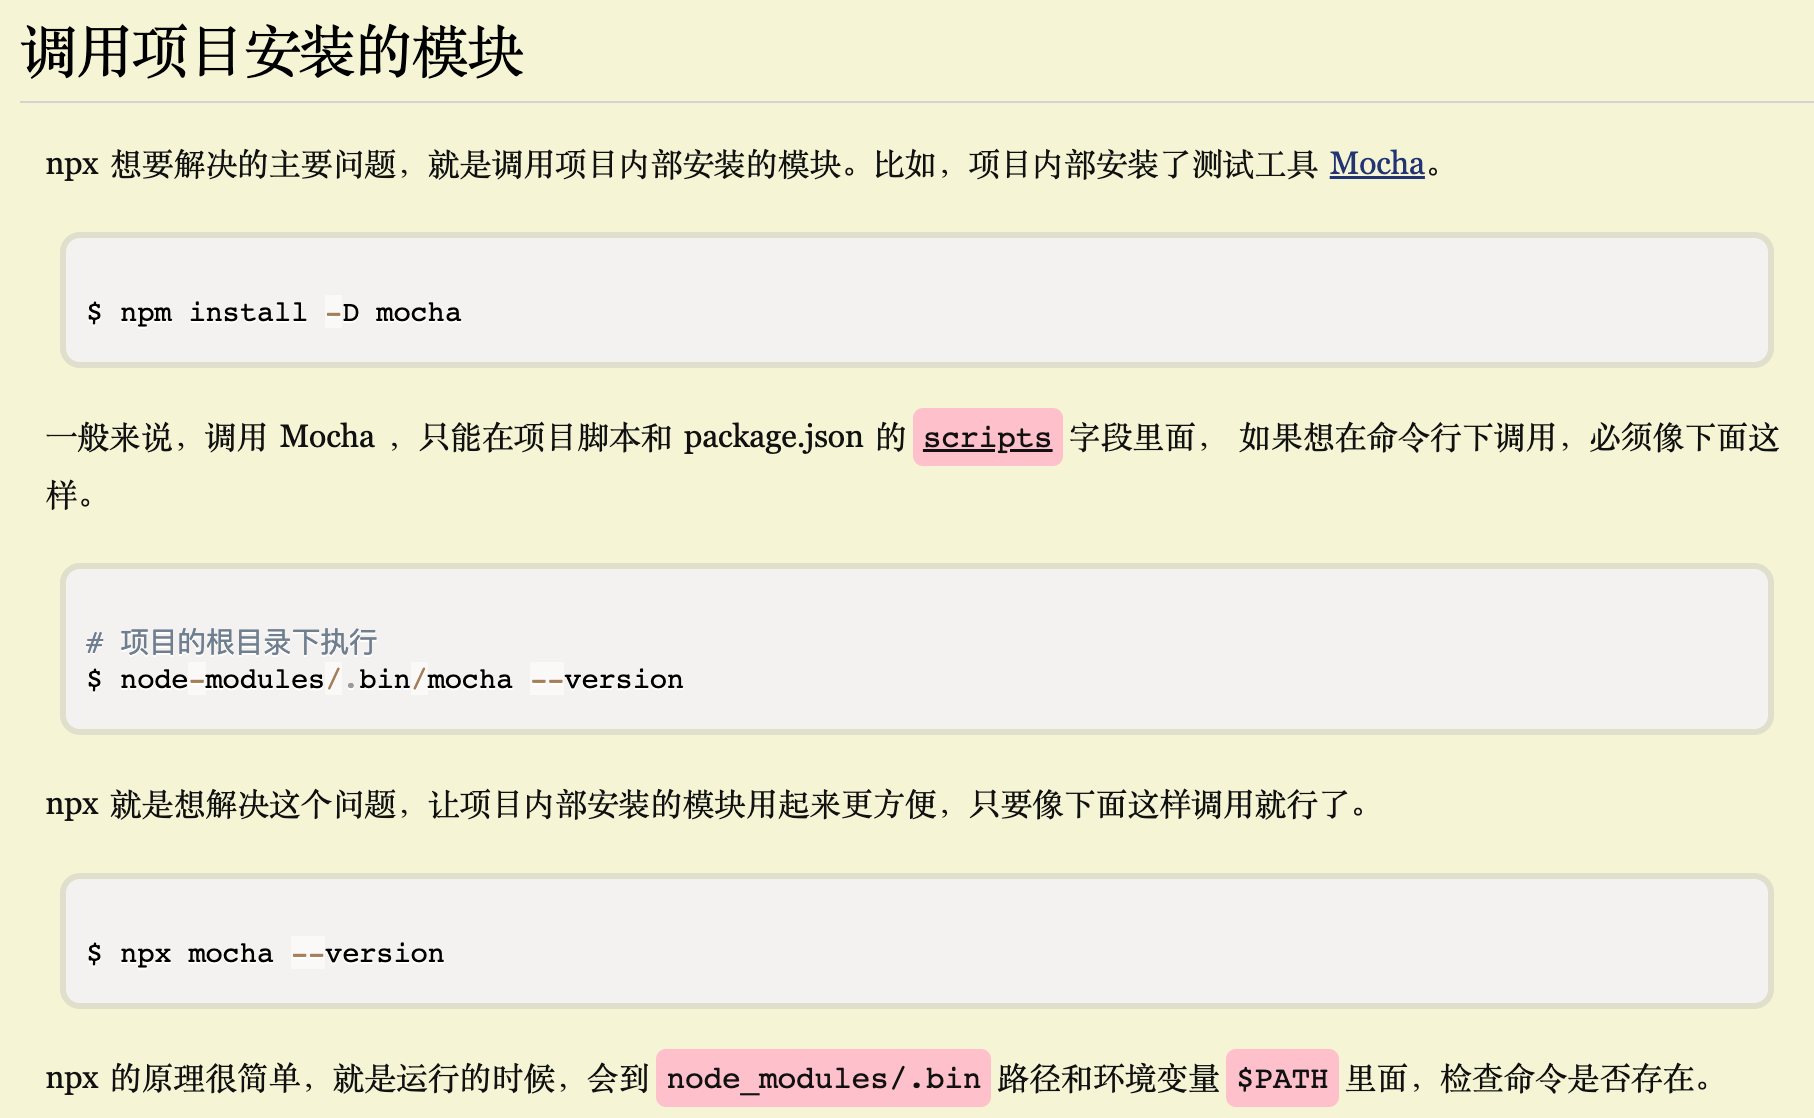 调用项目安装的模块
npx 想要解决的主要问题，就是调用项目内部安装的模块。比如，项目内部安装了测试工具 Mocha。
$ npm install -D mocha
一般来说，调用 Mocha ，只能在项目脚本和 package.json 的 scripts 字段里面， 如果想在命令行下调用，必须像下面这
样。
# 项目的根目录下执行
$ node-modules/.bin/mocha --version
npx 就是想解决这个问题，让项目内部安装的模块用起来更方便，只要像下面这样调用就行了。
$ npx mocha --version
npx 的原理很简单，就是运行的时候，会到 node_modules/.bin 路径和环境变量 $PATH 里面，检查命令是否存在。